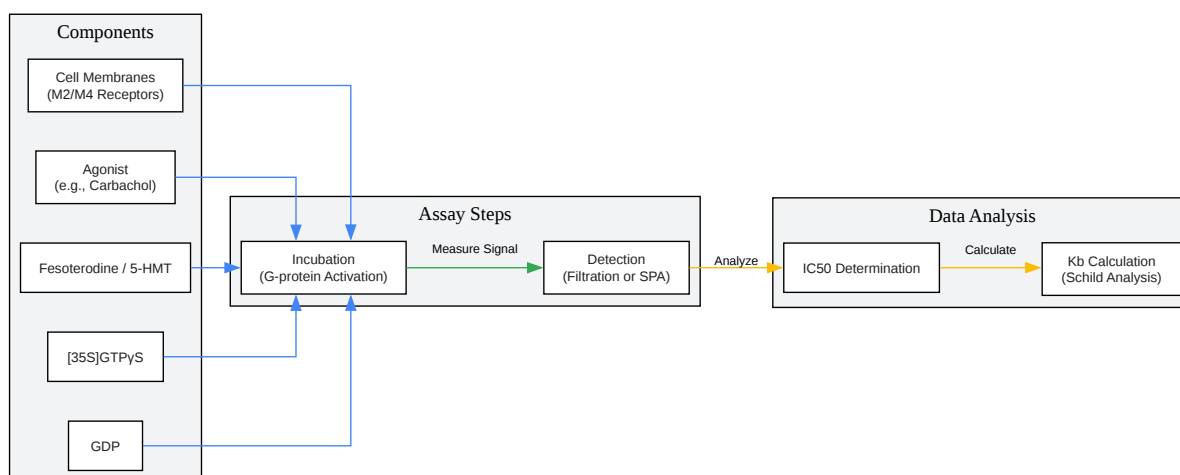 Components
Cell Membranes
(M2/M4 Receptors)
Agonist
(e.g., Carbachol)
Fesoterodine / 5-HMT
[35S]GTPγS
GDP
Assay Steps
Incubation
(G-protein Activation)
Measure Signal
Detection
(Filtration or SPA)
Analyze
Data Analysis
IC50 Determination
Calculate
Kb Calculation
(Schild Analysis)